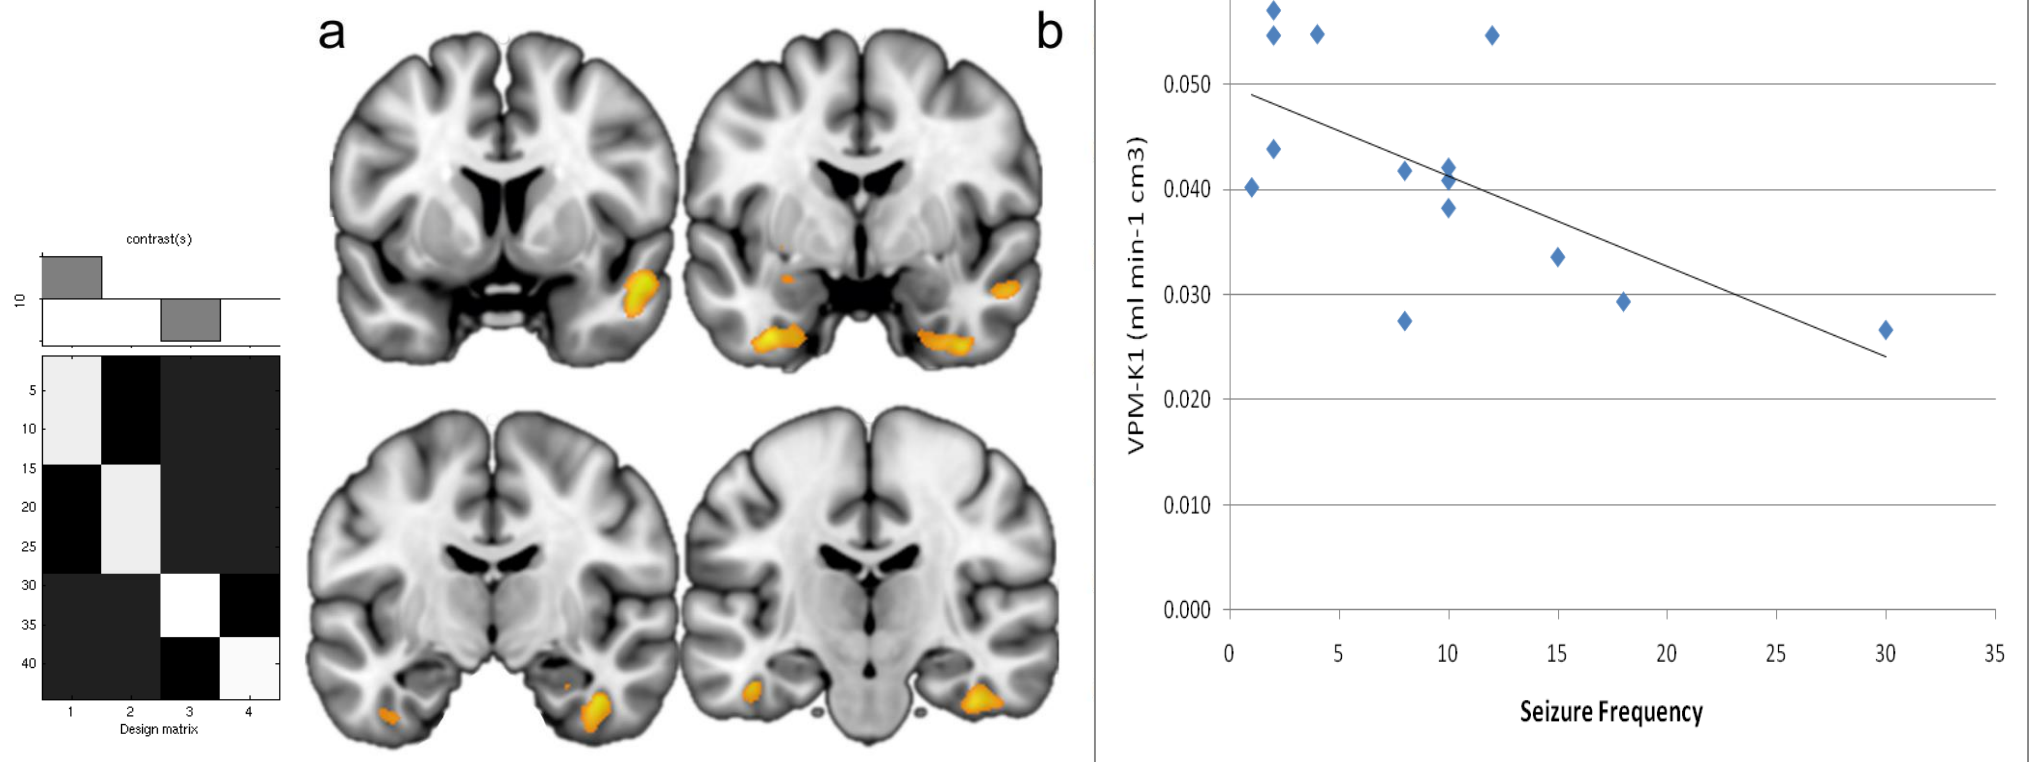 a
b
contrast(s)
10
5
10
15
20
25
30
35
40
1 2 3 4
Design matrix
VPM-K1 (ml min-1 cm3)
0.050
0.040
0.030
0.020
0.010
0.000
0 5 10 15 20 25 30 35
Seizure Frequency